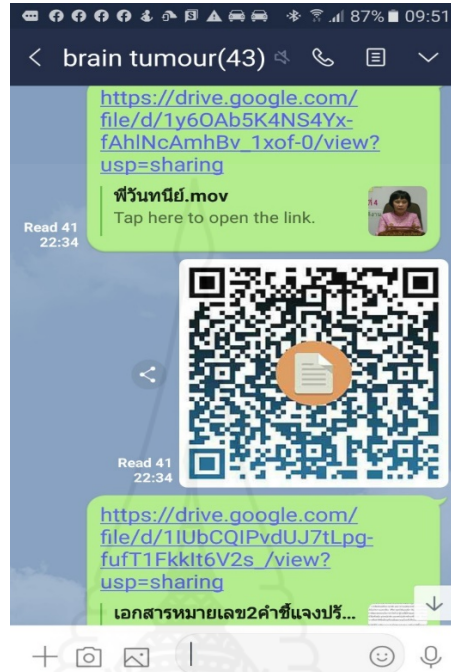 87% 09:51
brain tumour(43)
https://drive.google.com/
file/d/1y6OAb5K4NS4Yx-
fAhlNcAmhBv_1xof-0/view?
usp=sharing
พี่วันทนีย์.mov
Tap here to open the link.
Read 41
22:34
Read 41
22:34
https://drive.google.com/
file/d/1IUbCQIPvdUJ7tLpg-
fufT1FkkIt6V2s_/view?
usp=sharing
เอกสารหมายเลข2คำชี้แจงปรั...